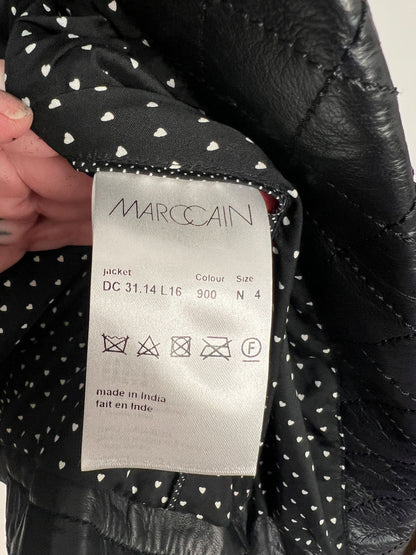 MARCCAIN
jacket Colour Size
DC 31.14 L16 900 N 4
F
made in India
fait en Inde